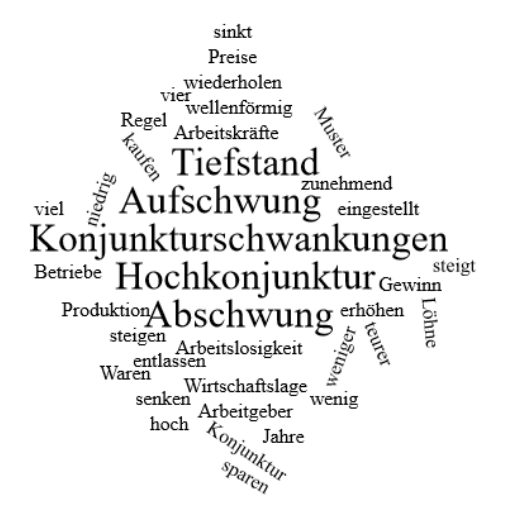 sinkt
Preise
wiederholen
vier
wellenförmig
Regel
Arbeitskräfte
Muster
kaufen
Tiefstand
zunehmend
niedrig
Aufschwung
viel
eingestellt
Konjunkturschwankungen
Betriebe
Hochkonjunktur
steigt
Gewinn
Produktion
Abschwung
erhöhen
Löhne
steigen
teurer
weniger
Arbeitslosigkeit
entlassen
Waren
Wirtschaftslage
senken
wenig
Arbeitgeber
hoch
Konjunktur
Jahre
sparen